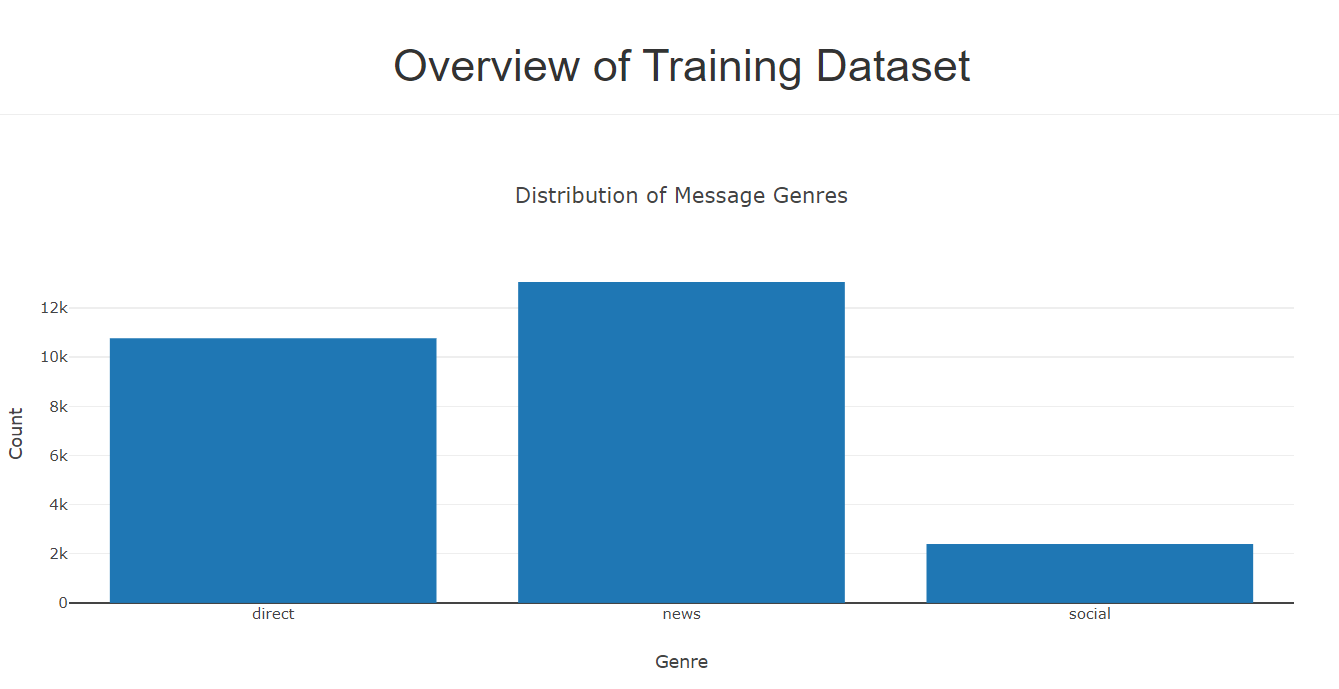 Overview of Training Dataset
Distribution of Message Genres
12k
10k
8k
6k
4k
2k
0
Count
direct news social
Genre